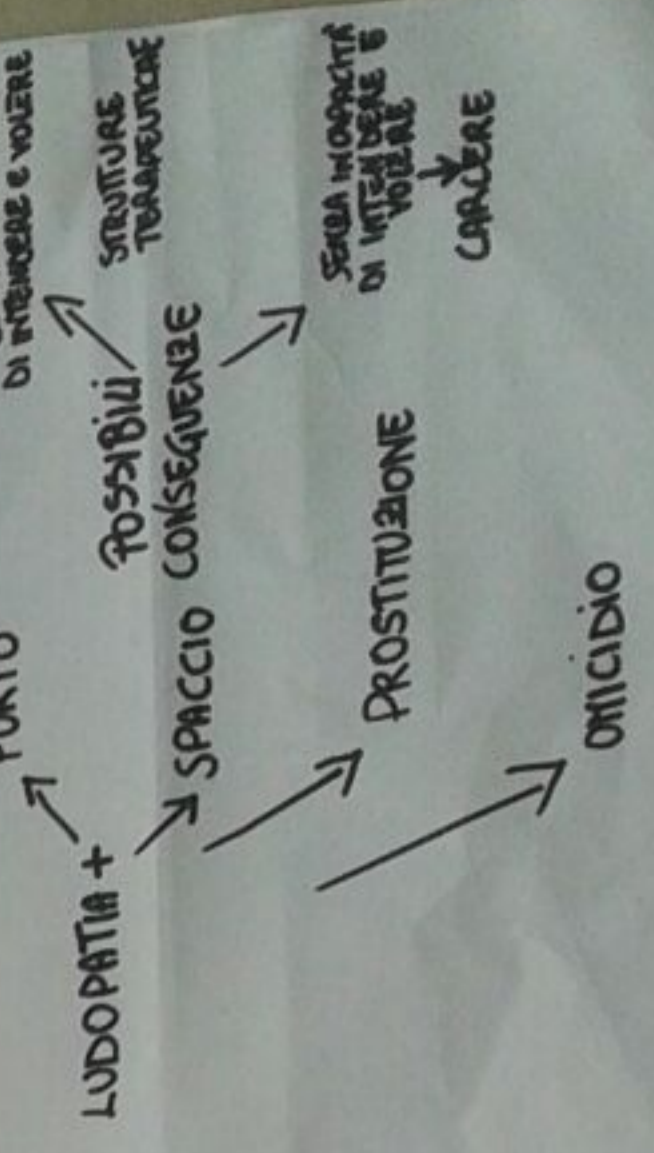 DI INTENDERE E VOLERE
STRUTTURE
TERAPEUTICHE
FURTO
LUDOPATIA +
SPACCIO
POSSIBILI
CONSEGUENZE
SENZA INCAPACITÀ
DI INTENDERE E
VOLERE
CARCERE
PROSTITUZIONE
OMICIDIO